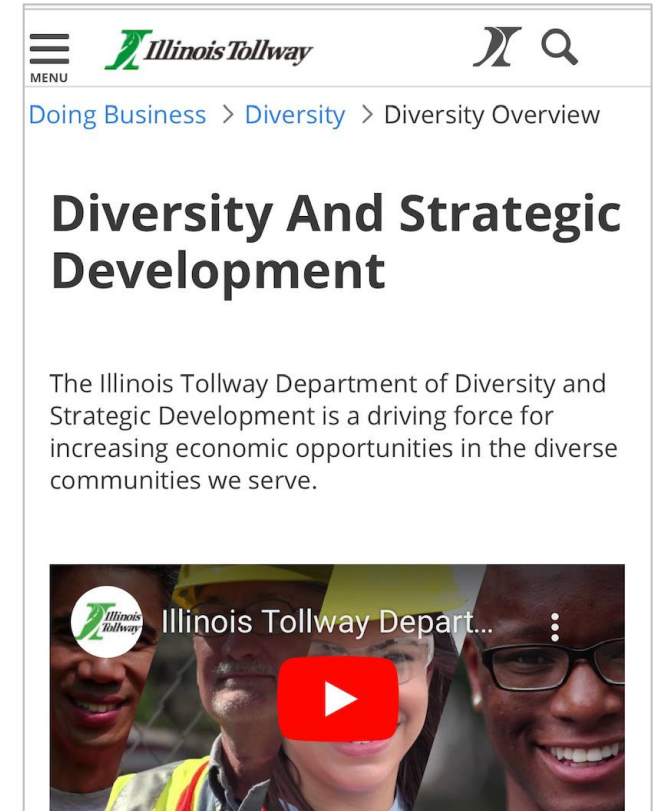 MENU
Illinois Tollway
Doing Business > Diversity > Diversity Overview
Diversity And Strategic
Development
The Illinois Tollway Department of Diversity and
Strategic Development is a driving force for
increasing economic opportunities in the diverse
communities we serve.
Illinois
Tollway
Illinois Tollway Depart...